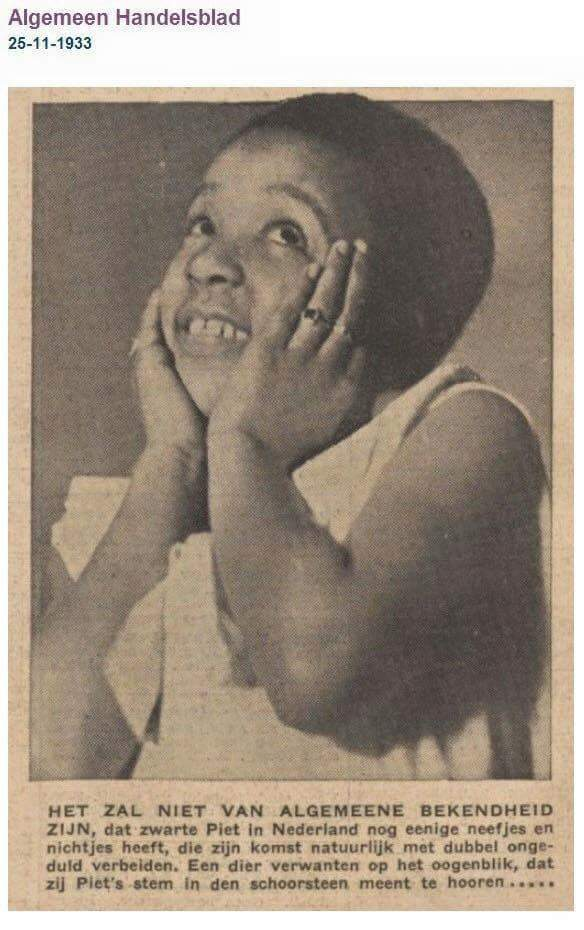 Algemeen Handelsblad
25-11-1933
HET ZAL NIET VAN ALGEMEENE BEKENDHEID
ZIJN, dat zwarte Piet in Nederland nog eenige neefjes en
nichtjes heeft, die zijn komst natuurlijk met dubbel onge-
duld verbeiden. Een dier verwanten op het oogenblik, dat
zij Piet's stem in den schoorsteen meent te hooren.....